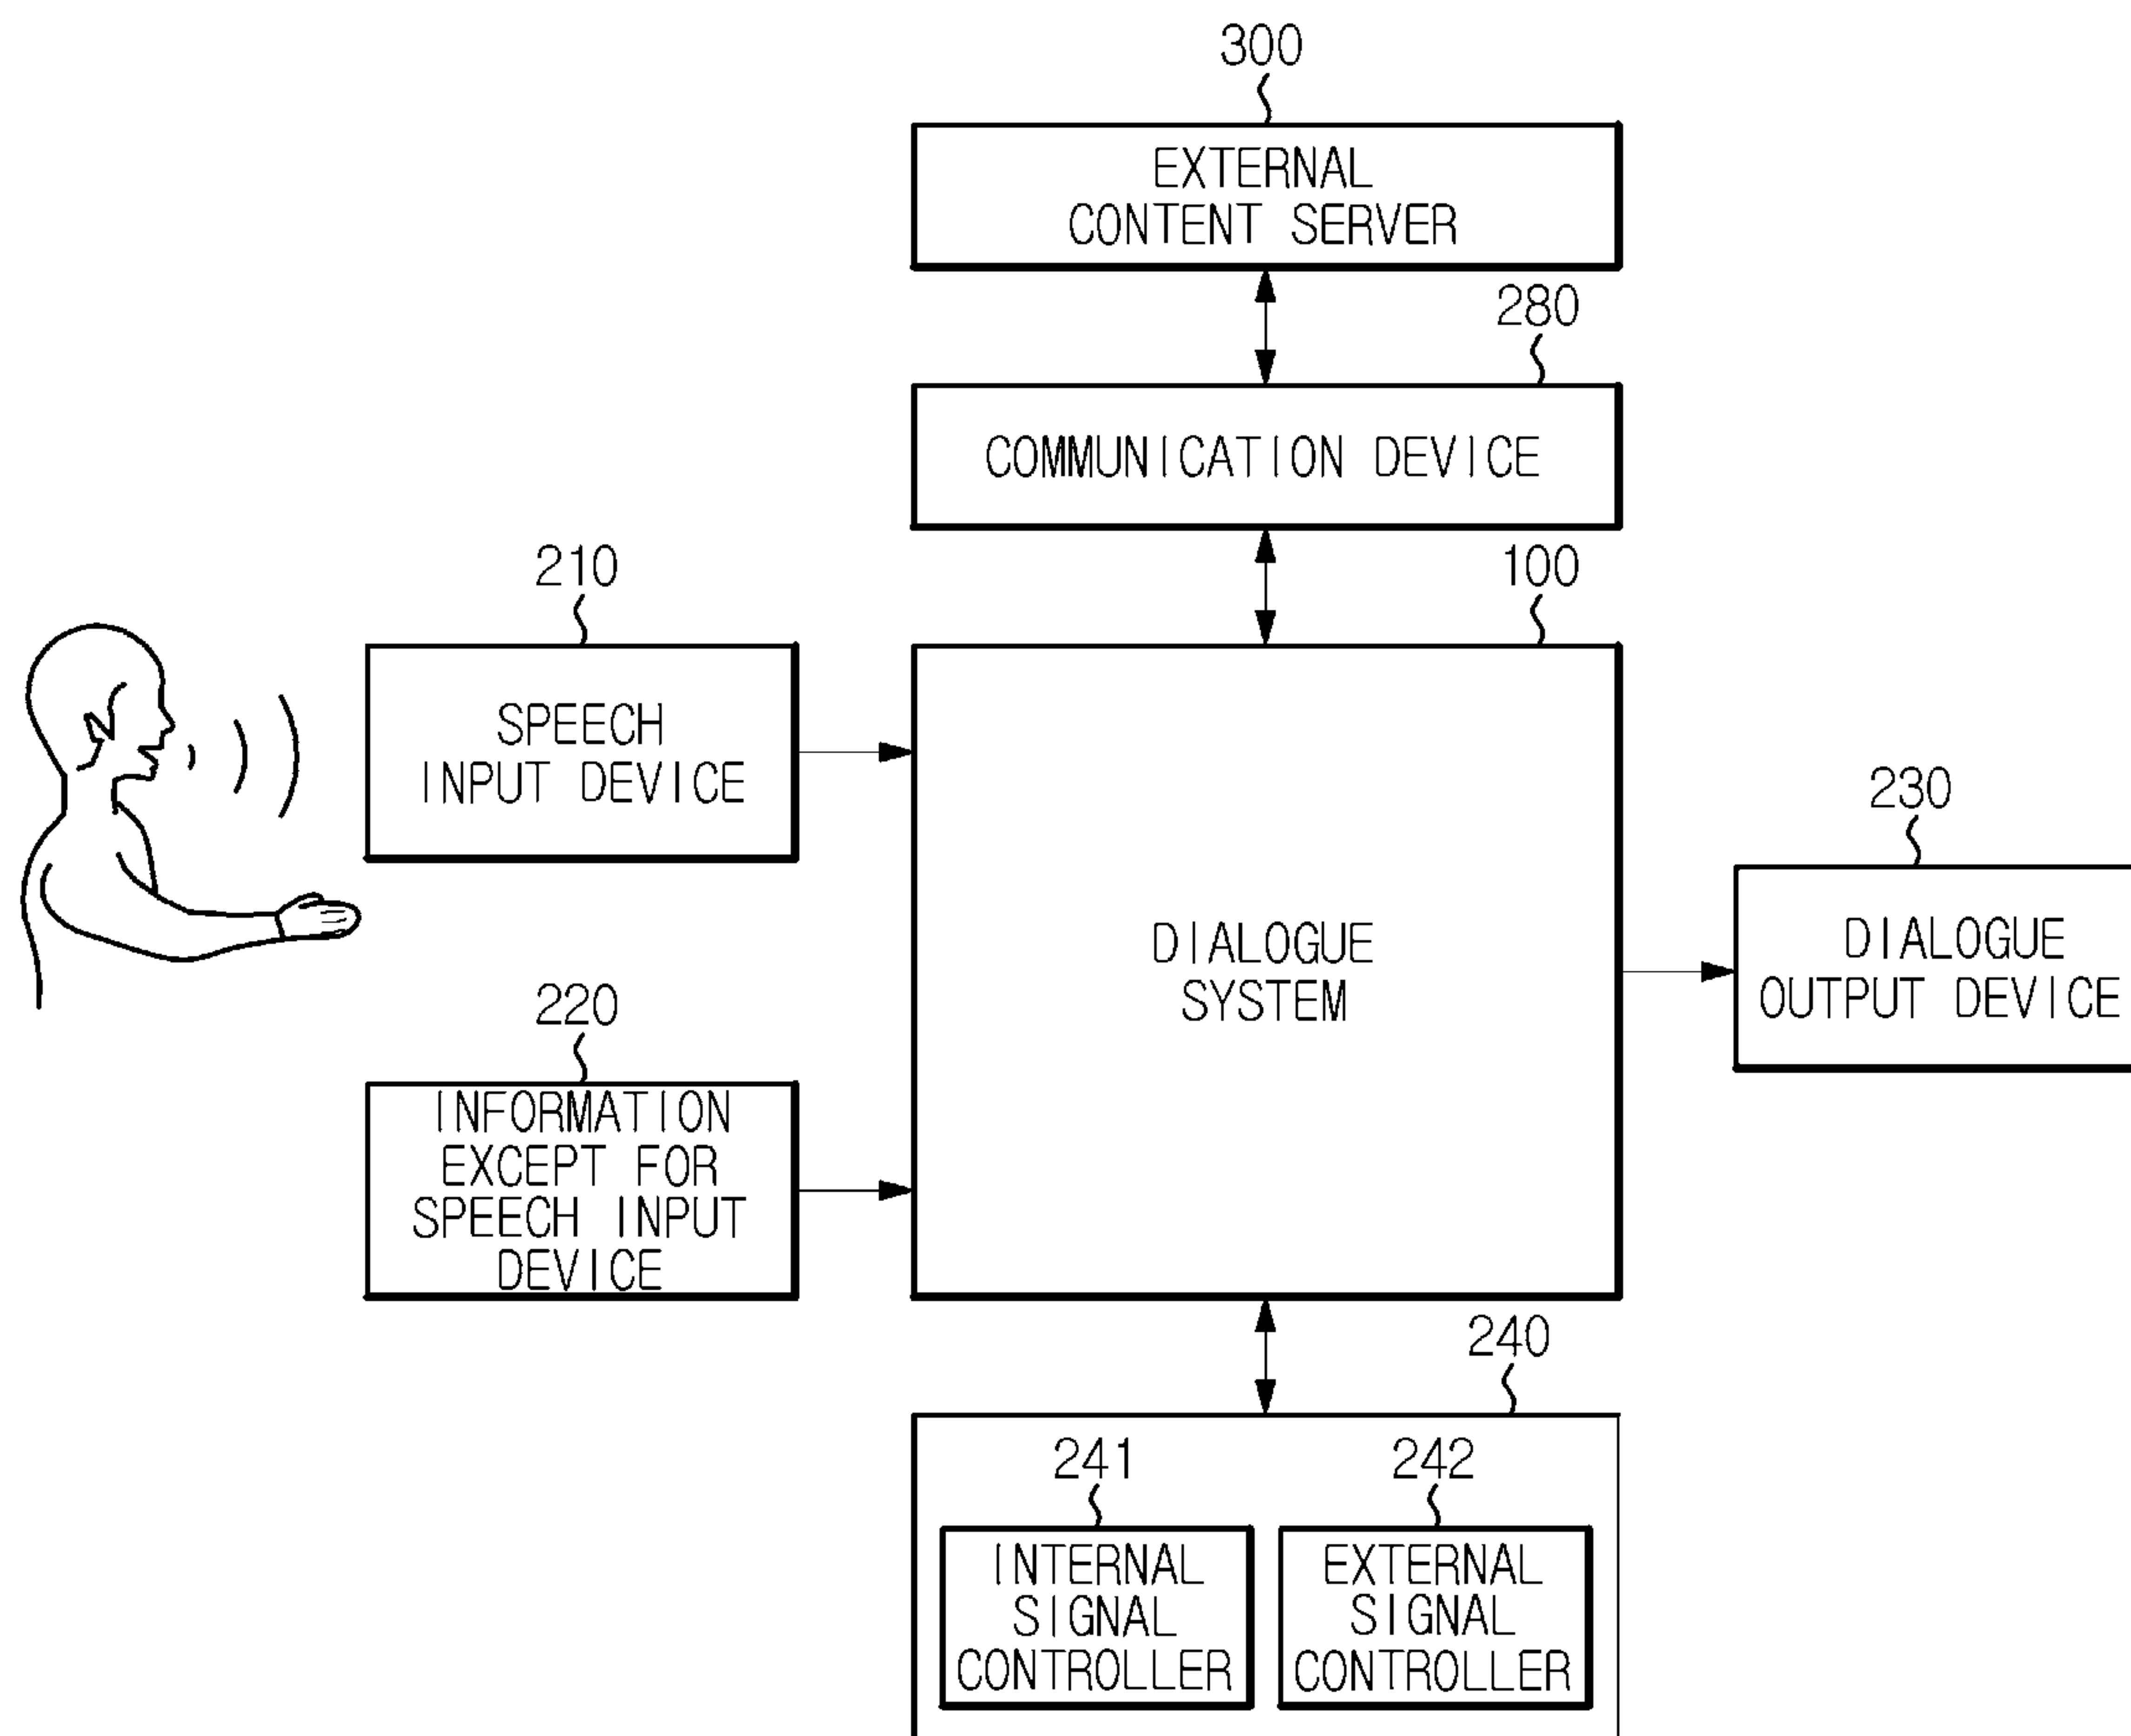 300
EXTERNAL
CONTENT SERVER
280
COMMUNICATION DEVICE
210
100
SPEECH
INPUT DEVICE
230
DIALOGUE
SYSTEM
DIALOGUE
OUTPUT DEVICE
220
INFORMATION
EXCEPT FOR
SPEECH INPUT
DEVICE
240
241
242
INTERNAL
SIGNAL
CONTROLLER
EXTERNAL
SIGNAL
CONTROLLER